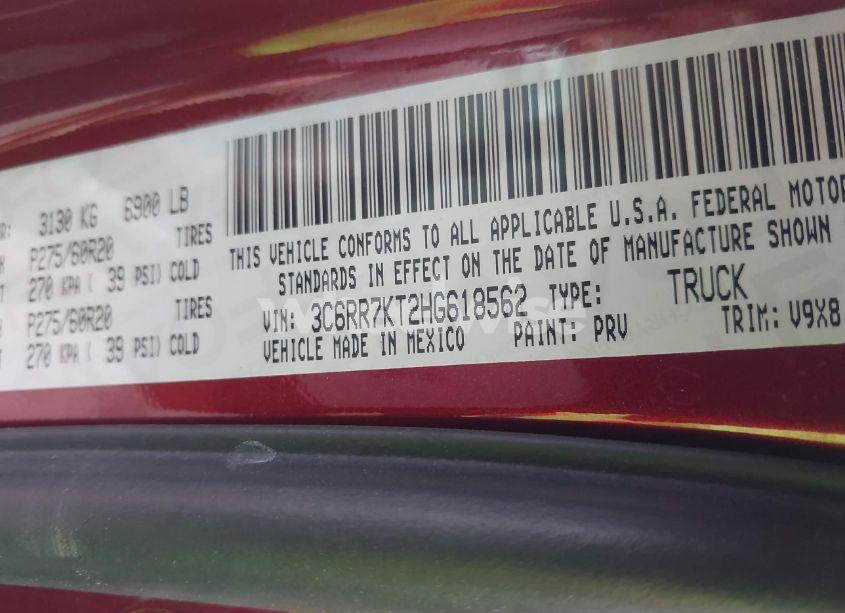 R: 3130 KG 6900 LB
P275/60R20 TIRES
270 KPA ( 39 PSI) COLD
P275/60R20 TIRES
270 KPA ( 39 PSI) COLD
THIS VEHICLE CONFORMS TO ALL APPLICABLE U.S.A. FEDERAL MOTOR
STANDARDS IN EFFECT ON THE DATE OF MANUFACTURE SHOWN
VIN: 3C6RR7KT2HG618562 TYPE: TRUCK
VEHICLE MADE IN MEXICO PAINT: PRV TRIM: V9X8